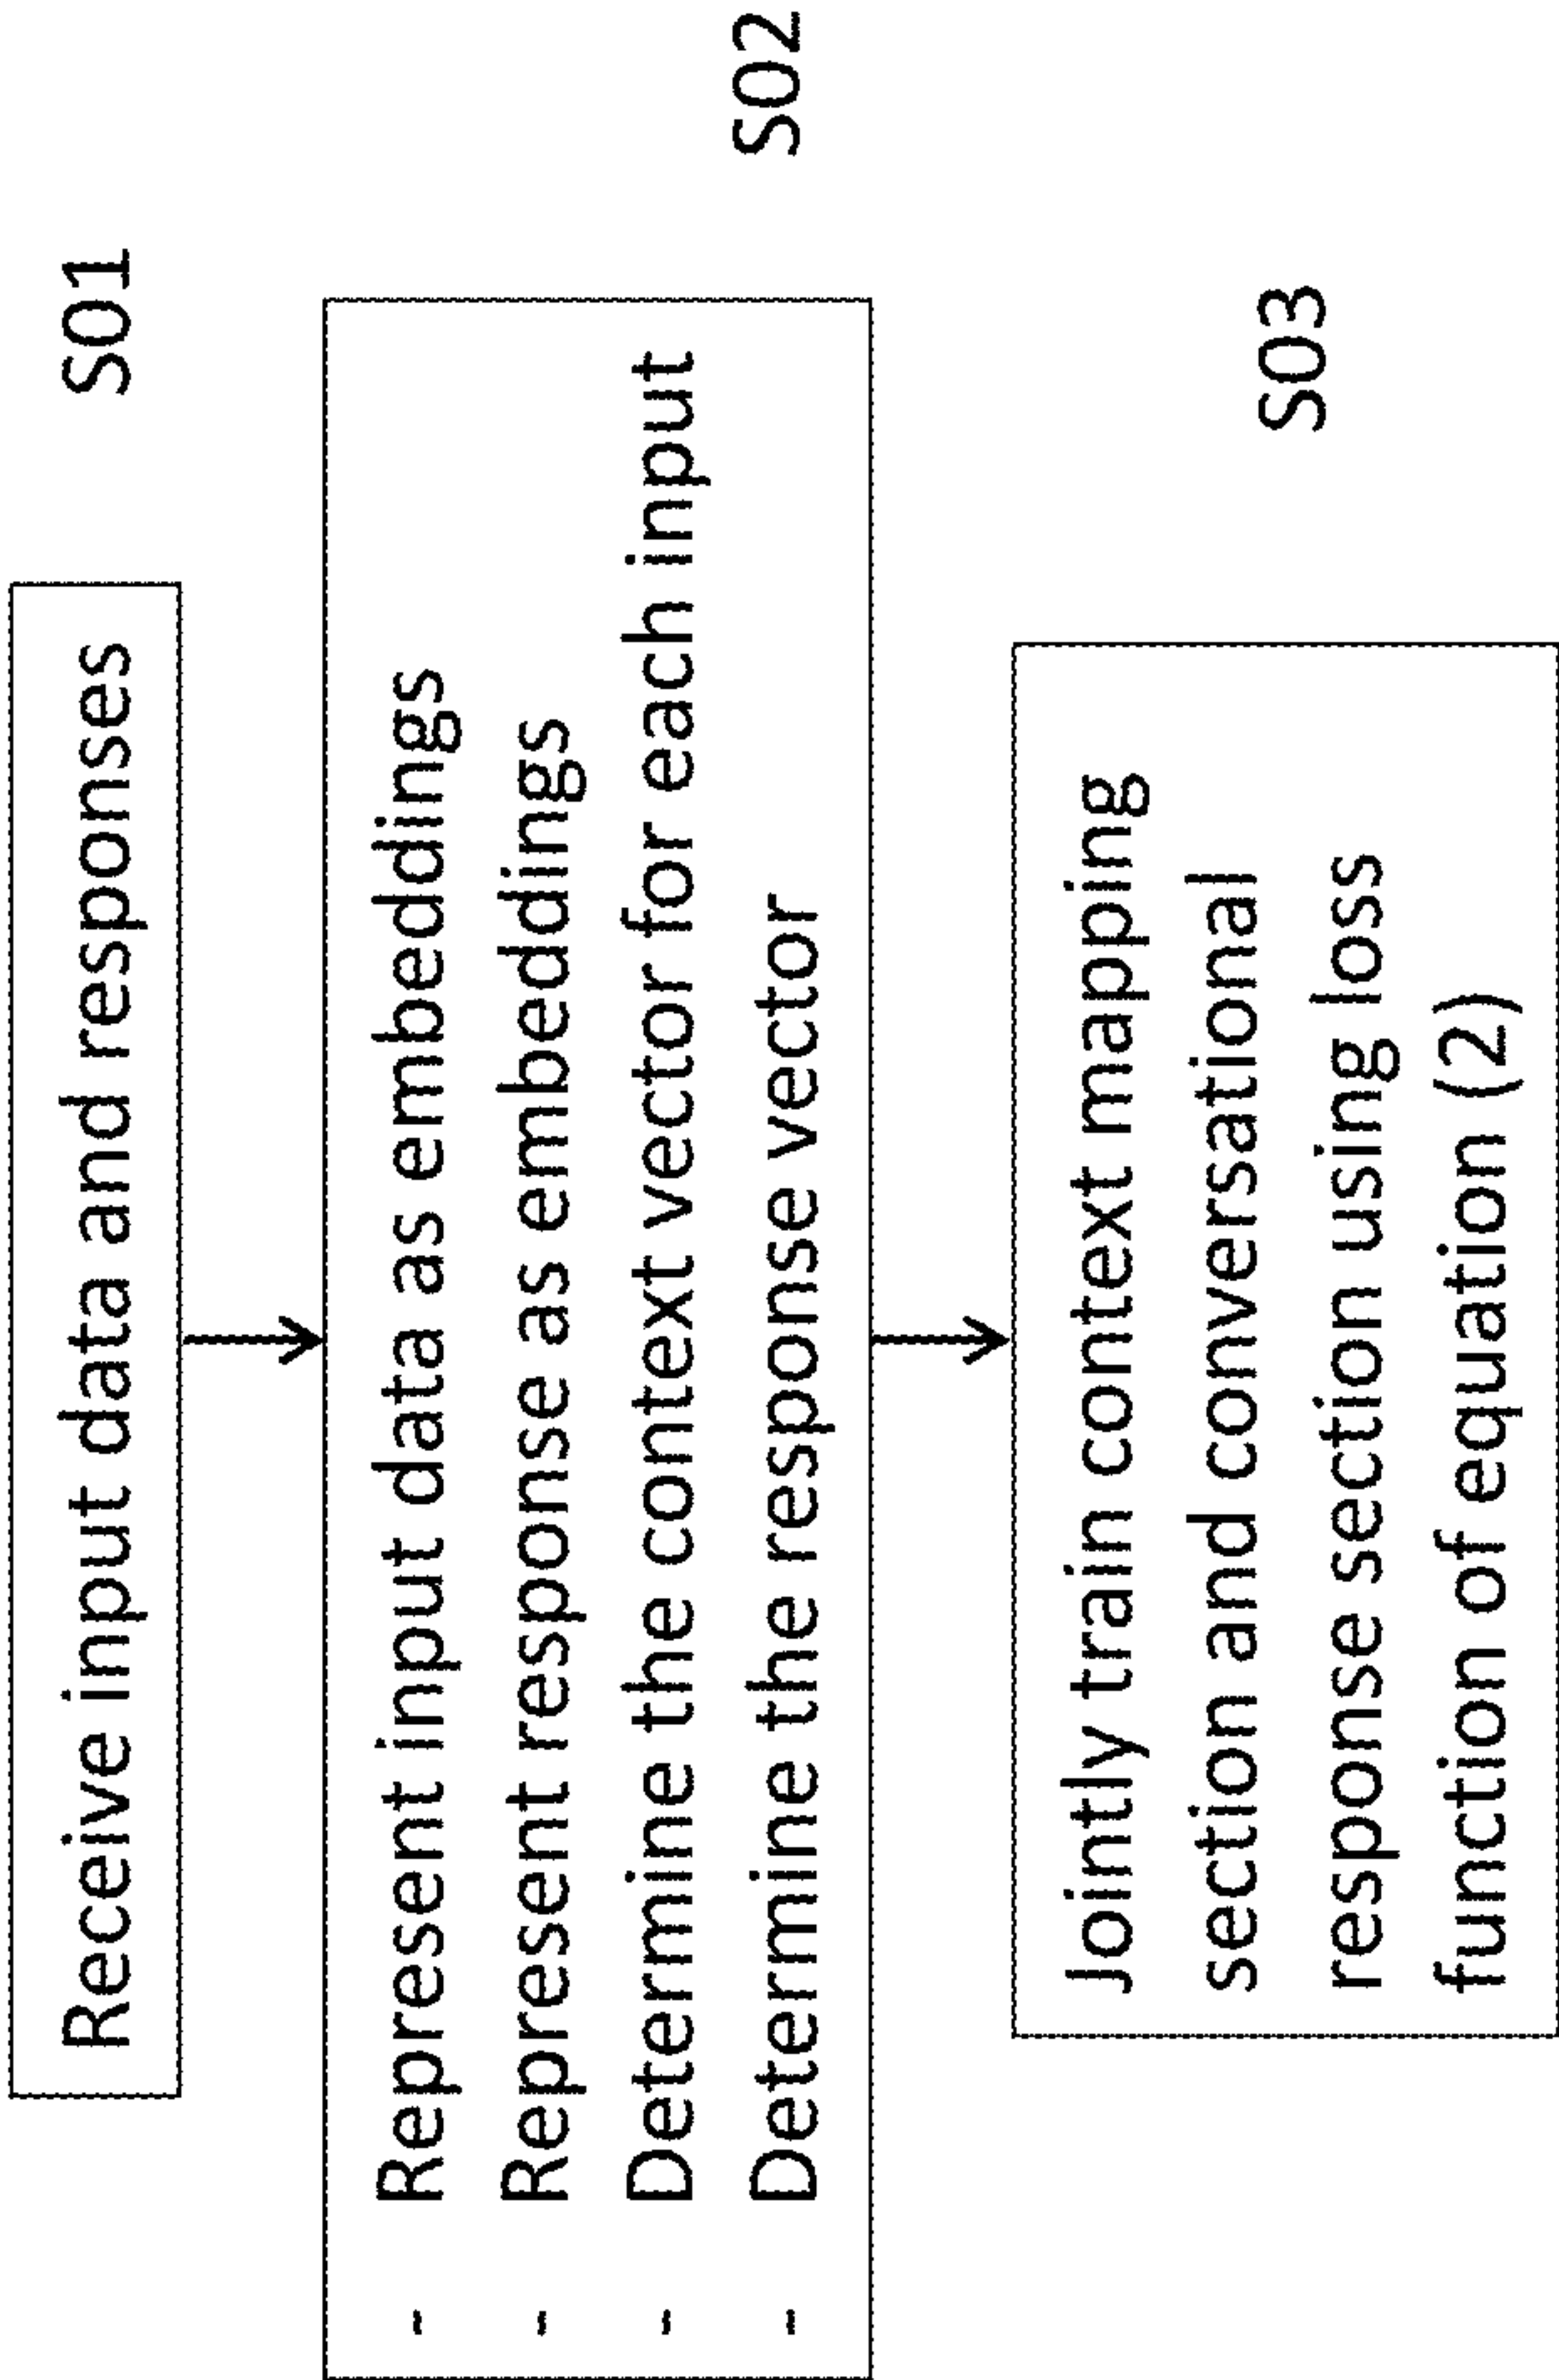 Receive input data and responses
S01
- Represent input data as embeddings
- Represent response as embeddings
- Determine the context vector for each input
- Determine the response vector
S02
Jointly train context mapping
section and conversational
response section using loss
function of equation (2)
S03